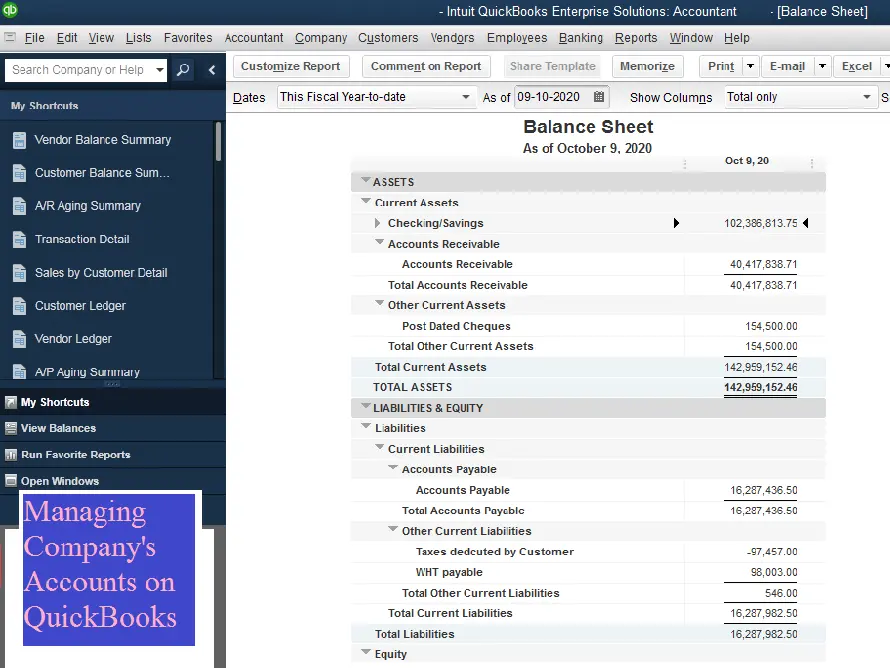 qb - Intuit QuickBooks Enterprise Solutions: Accountant - [Balance Sheet]
File Edit View Lists Favorites Accountant Company Customers Vendors Employees Banking Reports Window Help
Search Company or Help
Customize Report Comment on Report Share Template Memorize Print E-mail Excel
My Shortcuts
Dates This Fiscal Year-to-date As of 09-10-2020 Show Columns Total only S
Vendor Balance Summary
Customer Balance Sum...
A/R Aging Summary
Transaction Detail
Sales by Customer Detail
Customer Ledger
Vendor Ledger
A/P Aging Summary
My Shortcuts
View Balances
Run Favorite Reports
Open Windows
Managing
Company's
Accounts on
QuickBooks
Balance Sheet
As of October 9, 2020
Oct 9, 20
ASSETS
Current Assets
Checking/Savings 102,386,813.75
Accounts Receivable
Accounts Receivable 40,417,838.71
Total Accounts Receivable 40,417,838.71
Other Current Assets
Post Dated Cheques 154,500.00
Total Other Current Assets 154,500.00
Total Current Assets 142,959,152.46
TOTAL ASSETS 142,959,152.46
LIABILITIES & EQUITY
Liabilities
Current Liabilities
Accounts Payable
Accounts Payable 16,287,436.50
Total Accounts Payable 16,287,436.50
Other Current Liabilities
Taxes dedcuted by Customer -97,457.00
WHT payable 98,003.00
Total Other Current Liabilities 546.00
Total Current Liabilities 16,287,982.50
Total Liabilities 16,287,982.50
Equity